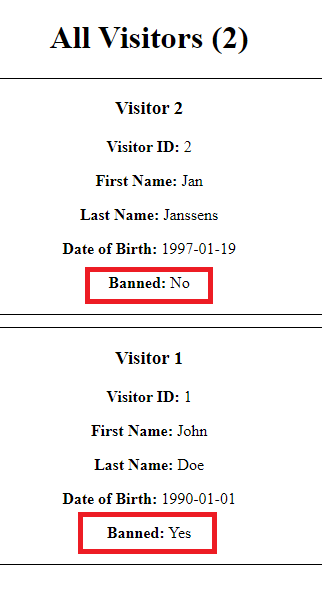 All Visitors (2)
Visitor 2
Visitor ID: 2
First Name: Jan
Last Name: Janssens
Date of Birth: 1997-01-19
Banned: No
Visitor 1
Visitor ID: 1
First Name: John
Last Name: Doe
Date of Birth: 1990-01-01
Banned: Yes